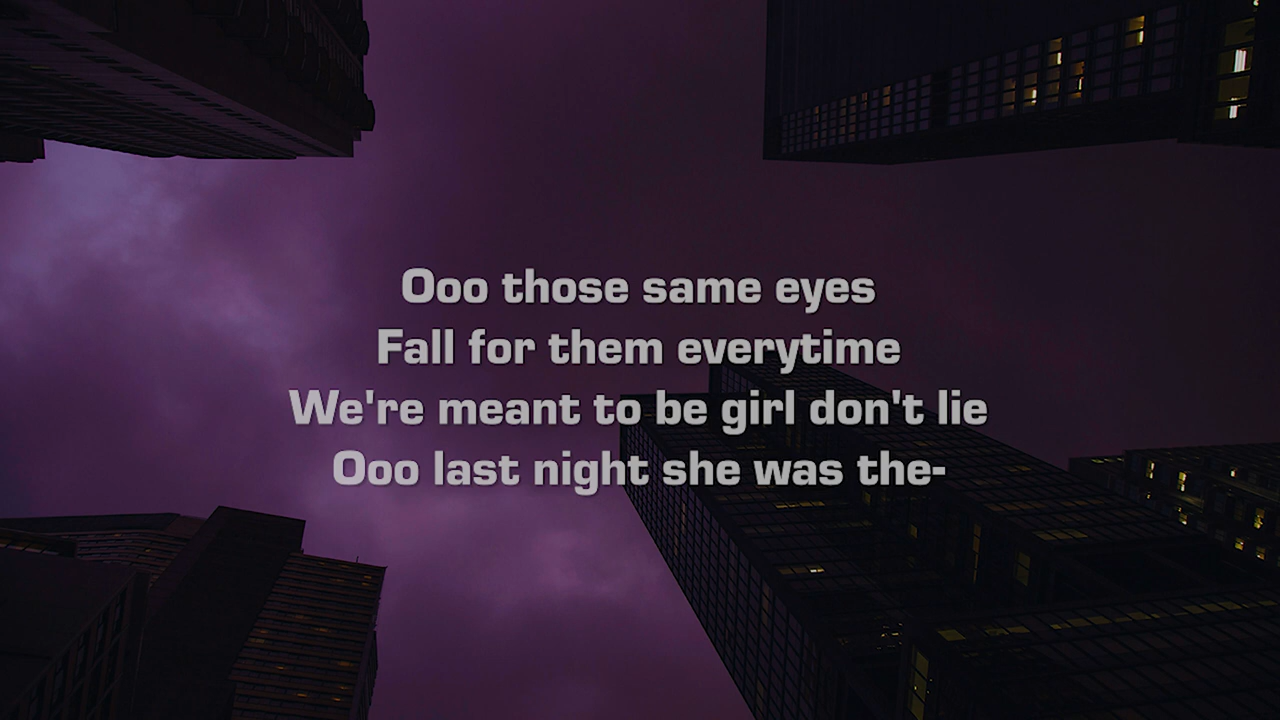 Ooo those same eyes
Fall for them everytime
We're meant to be girl don't lie
Ooo last night she was the-